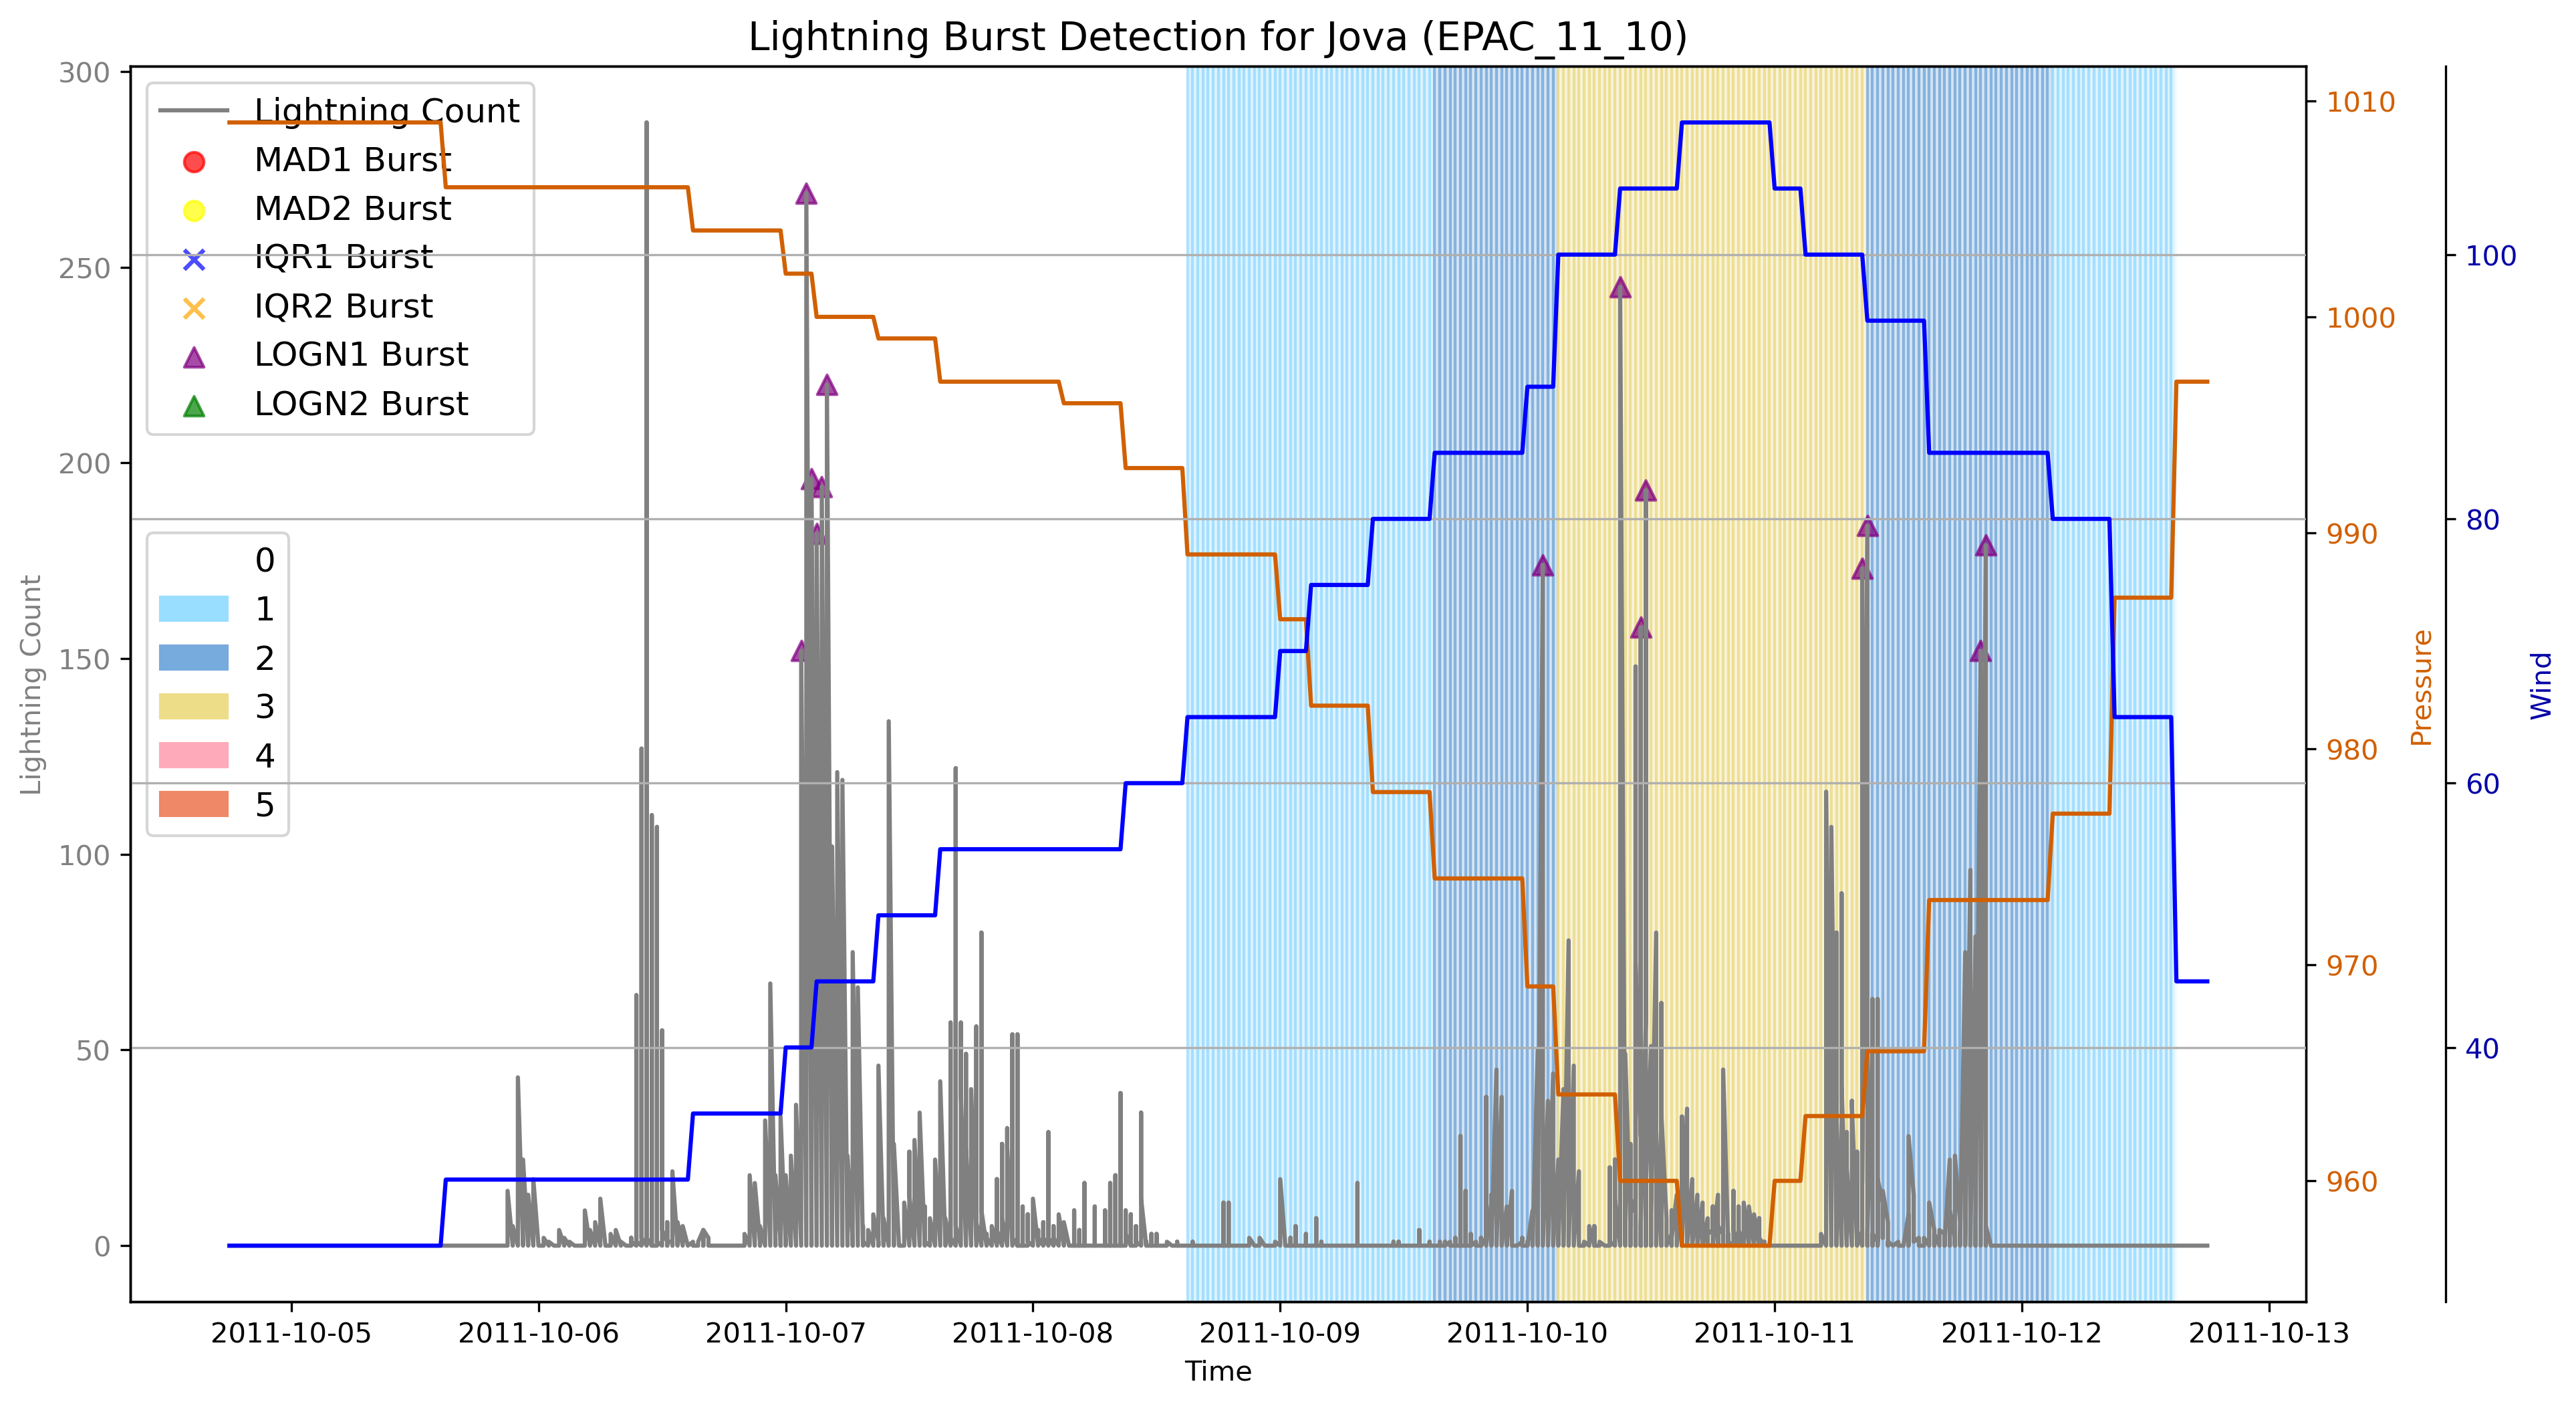 Lightning Burst Detection for Jova (EPAC_11_10)
Lightning Count
MAD1 Burst
MAD2 Burst
IQR1 Burst
IQR2 Burst
LOGN1 Burst
LOGN2 Burst
0
1
2
3
4
5
Lightning Count
300
250
200
150
100
50
0
1010
1000
990
980
970
960
Pressure
100
80
60
40
Wind
2011-10-05 2011-10-06 2011-10-07 2011-10-08 2011-10-09 2011-10-10 2011-10-11 2011-10-12 2011-10-13
Time